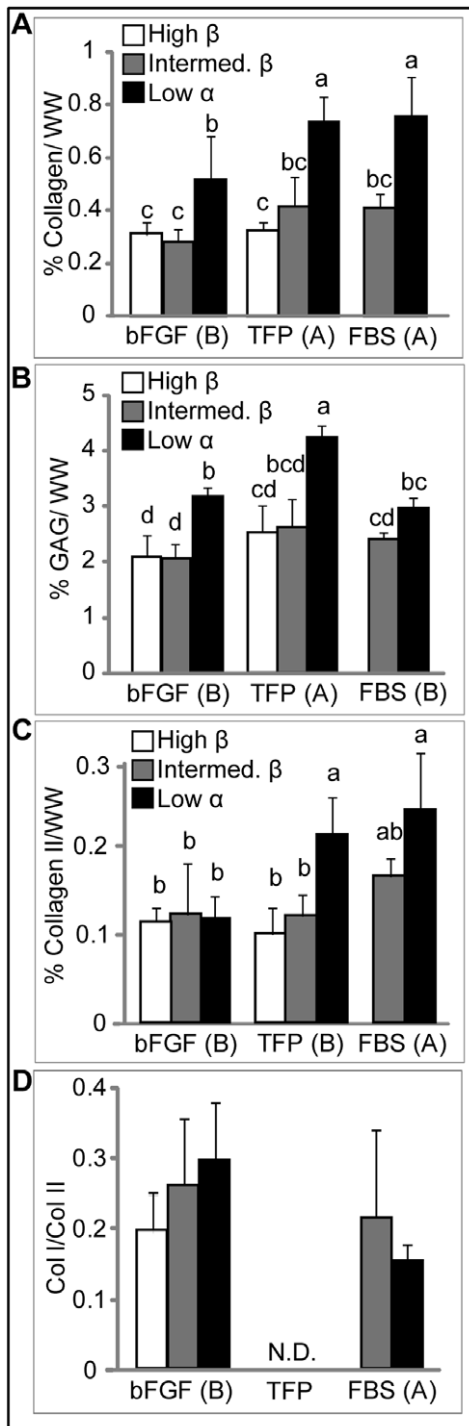 A
High β
Intermed. β
Low α
% Collagen/ WW
1
0.8
0.6
0.4
0.2
0
c c b
c bc a
bc a
bFGF (B) TFP (A) FBS (A)
B
High β
Intermed. β
Low α
% GAG/ WW
5
4
3
2
1
0
d d b
cd bcd a
cd bc
bFGF (B) TFP (A) FBS (B)
C
High β
Intermed. β
Low α
% Collagen II/WW
0.3
0.2
0.1
0
b b b
b b a
ab a
bFGF (B) TFP (B) FBS (A)
D
Col I/Col II
0.4
0.3
0.2
0.1
0
N.D.
bFGF (B) TFP FBS (A)